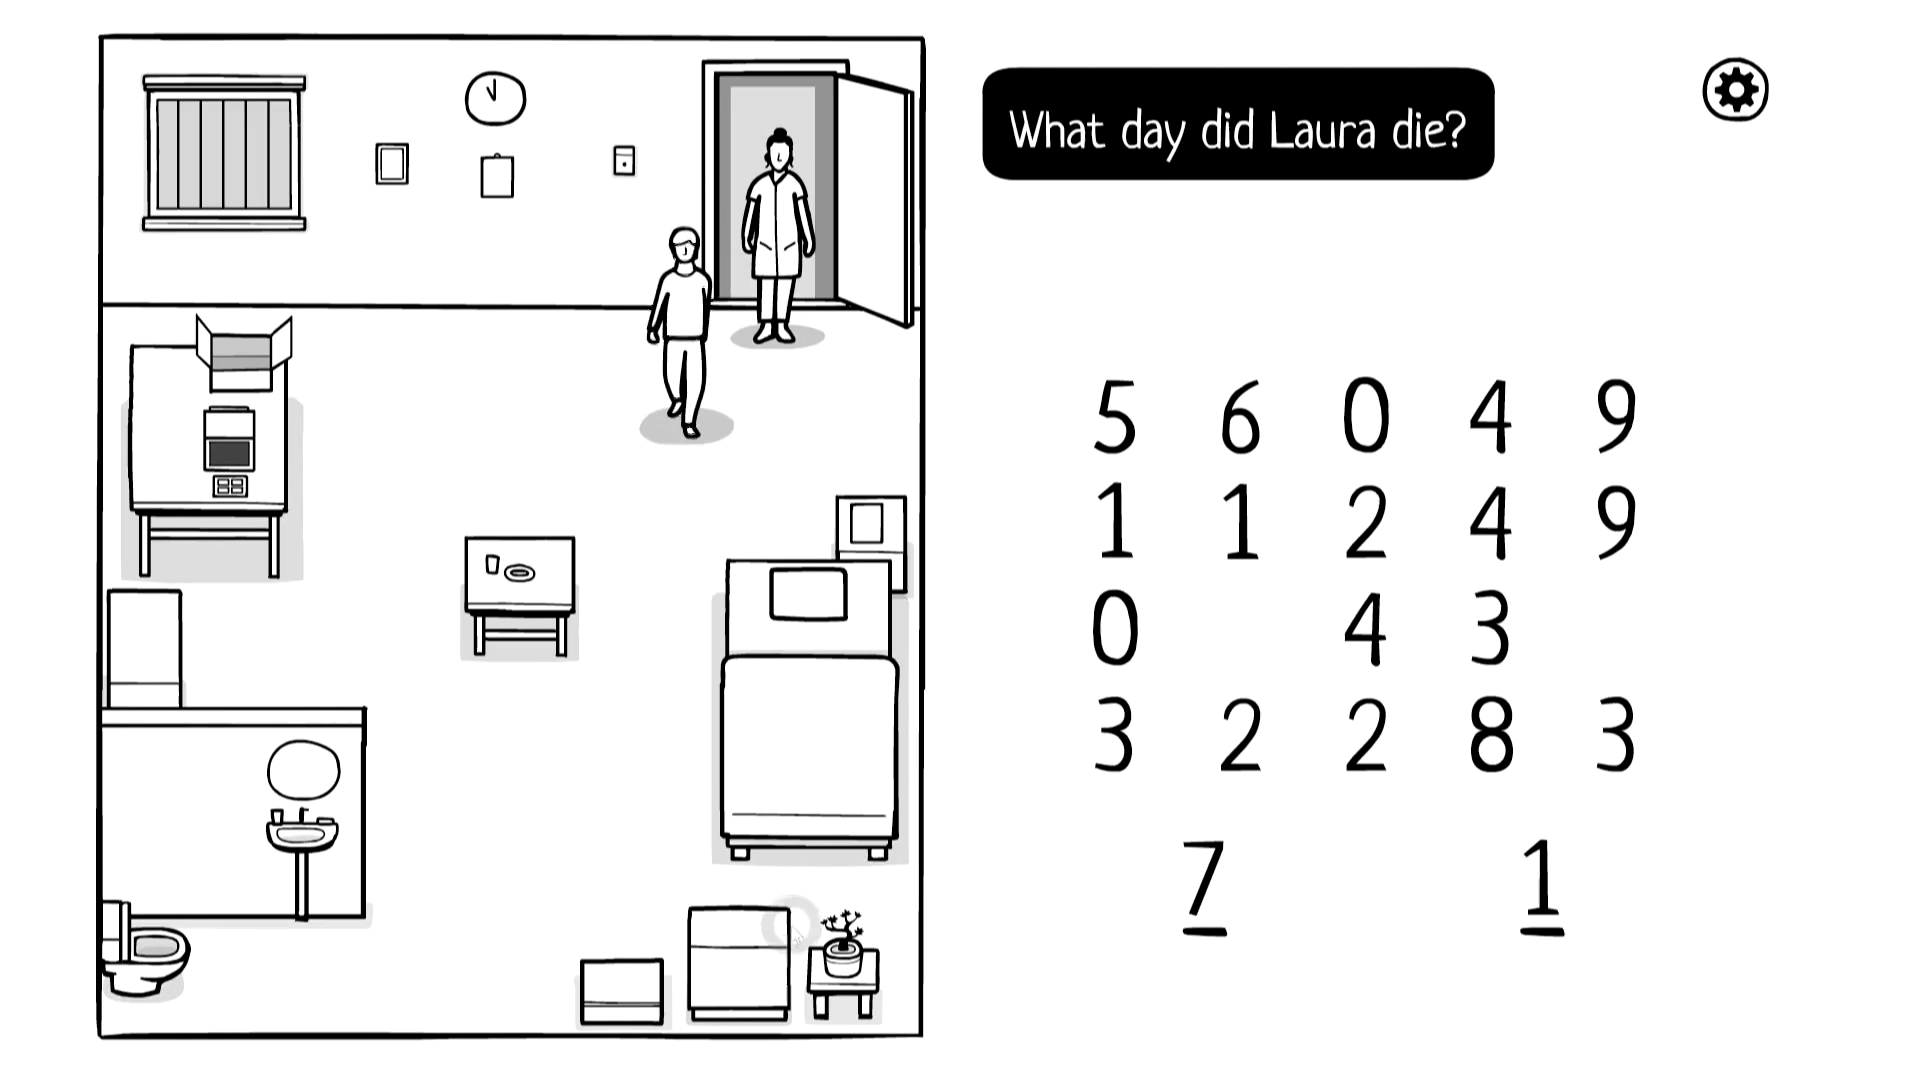 What day did Laura die?
5 6 0 4 9
1 1 2 4 9
0 4 3
3 2 2 8 3
7 1